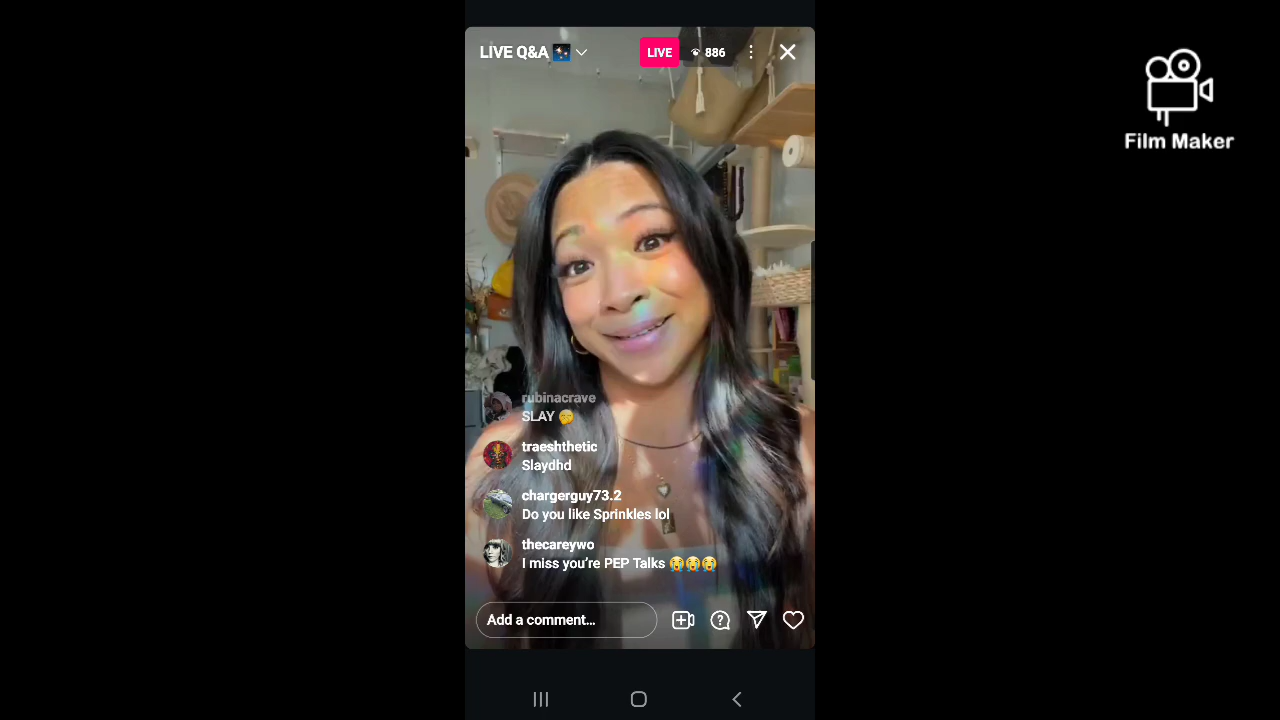 LIVE Q&A
LIVE
886
Film Maker
rubinacrave
SLAY
traeshthetic
Slaydhd
chargerguy73.2
Do you like Sprinkles lol
thecareywo
I miss you’re PEP Talks 😭😭😭
Add a comment...